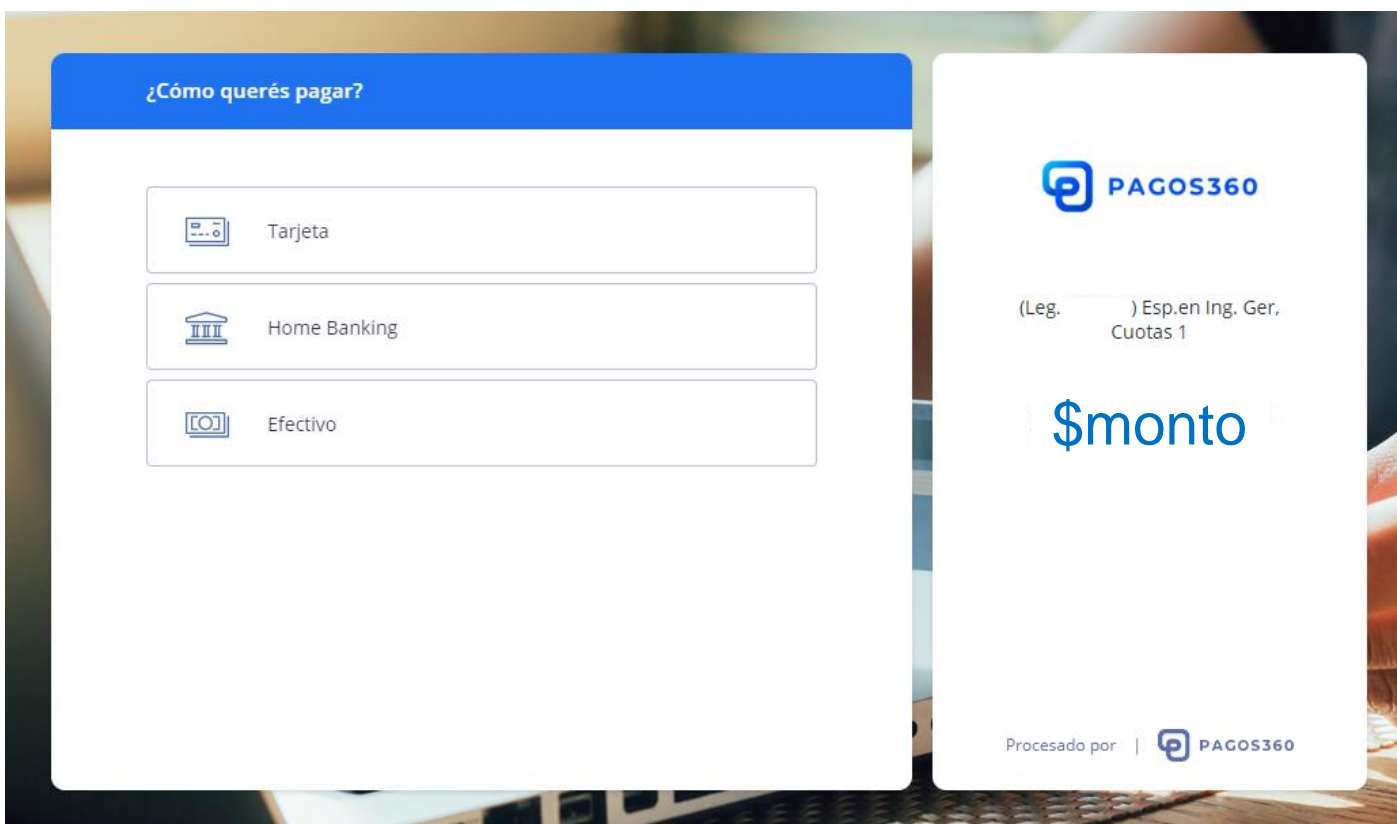 ¿Cómo querés pagar?
Tarjeta
Home Banking
Efectivo
PAGOS360
(Leg. ) Esp.en Ing. Ger,
Cuotas 1
$monto
Procesado por | PAGOS360